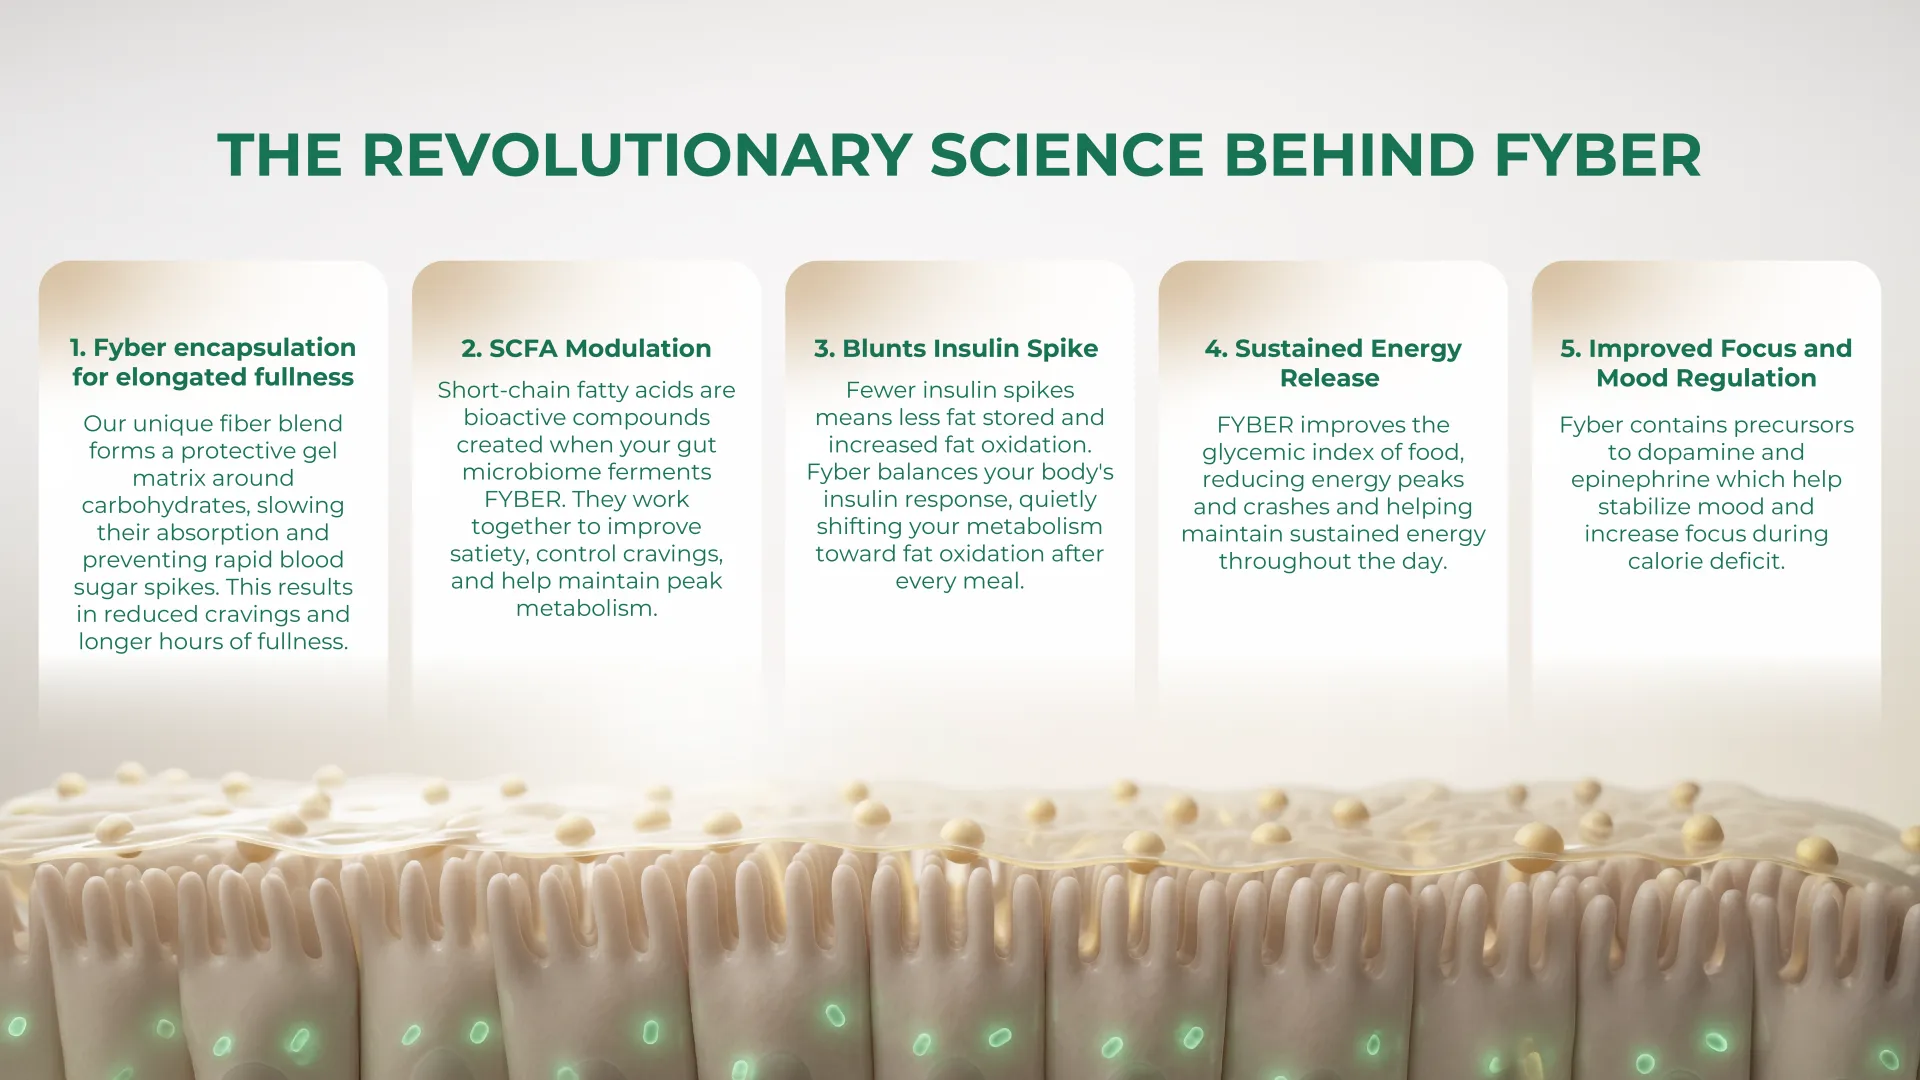 THE REVOLUTIONARY SCIENCE BEHIND FYBER
1. Fyber encapsulation
for elongated fullness
Our unique fiber blend
forms a protective gel
matrix around
carbohydrates, slowing
their absorption and
preventing rapid blood
sugar spikes. This results
in reduced cravings and
longer hours of fullness.
2. SCFA Modulation
Short-chain fatty acids are
bioactive compounds
created when your gut
microbiome ferments
FYBER. They work
together to improve
satiety, control cravings,
and help maintain peak
metabolism.
3. Blunts Insulin Spike
Fewer insulin spikes
means less fat stored and
increased fat oxidation.
Fyber balances your body's
insulin response, quietly
shifting your metabolism
toward fat oxidation after
every meal.
4. Sustained Energy
Release
FYBER improves the
glycemic index of food,
reducing energy peaks
and crashes and helping
maintain sustained energy
throughout the day.
5. Improved Focus and
Mood Regulation
Fyber contains precursors
to dopamine and
epinephrine which help
stabilize mood and
increase focus during
calorie deficit.